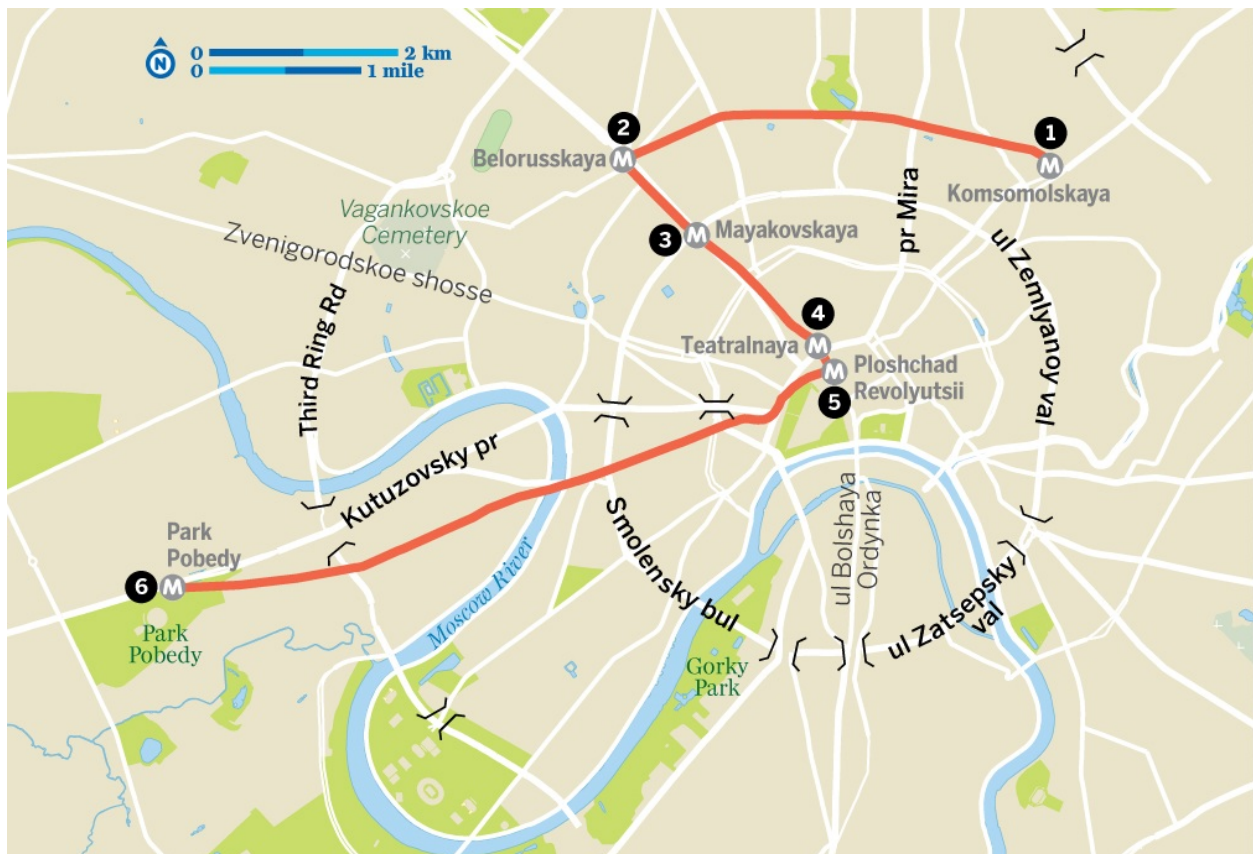 N
0 2 km
0 1 mile
1
M
Komsomolskaya
2
Belorusskaya M
3
M Mayakovskaya
4
Teatralnaya M
M Ploshchad
Revolyutsii
5
6 M
Park
Pobedy
Park
Pobedy
Vagankovskoe
Cemetery
Zvenigorodskoe shosse
Third Ring Rd
Kutuzovsky pr
Moscow River
pr Mira
ul Zemlyanoy val
Smolensky bul
ul Bolshaya
Ordynka
ul Zatsepsky
val
Gorky
Park